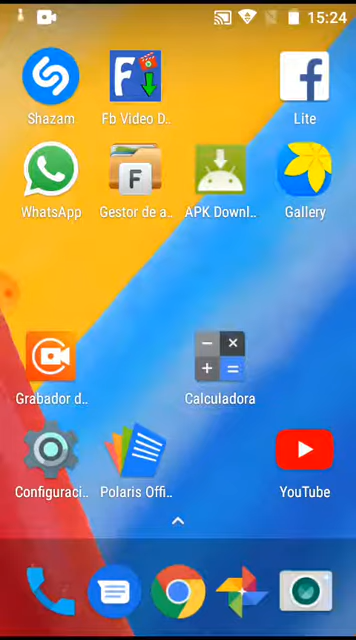 15:24
Shazam
Fb Video D..
Lite
WhatsApp
Gestor de a..
APK Downl..
Gallery
Grabador d..
Calculadora
Configuraci..
Polaris Offi..
YouTube